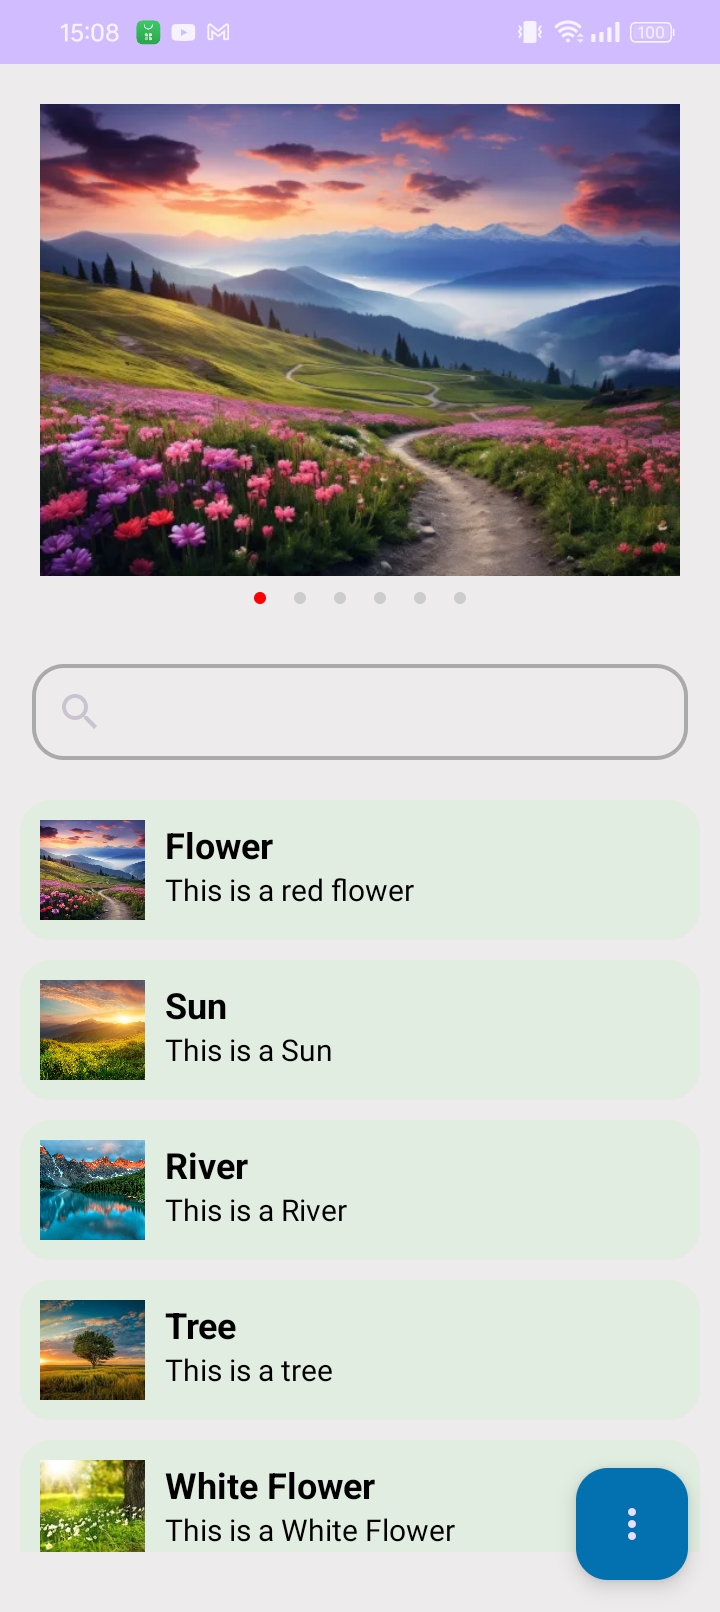 15:08
100
Flower
This is a red flower
Sun
This is a Sun
River
This is a River
Tree
This is a tree
White Flower
This is a White Flower